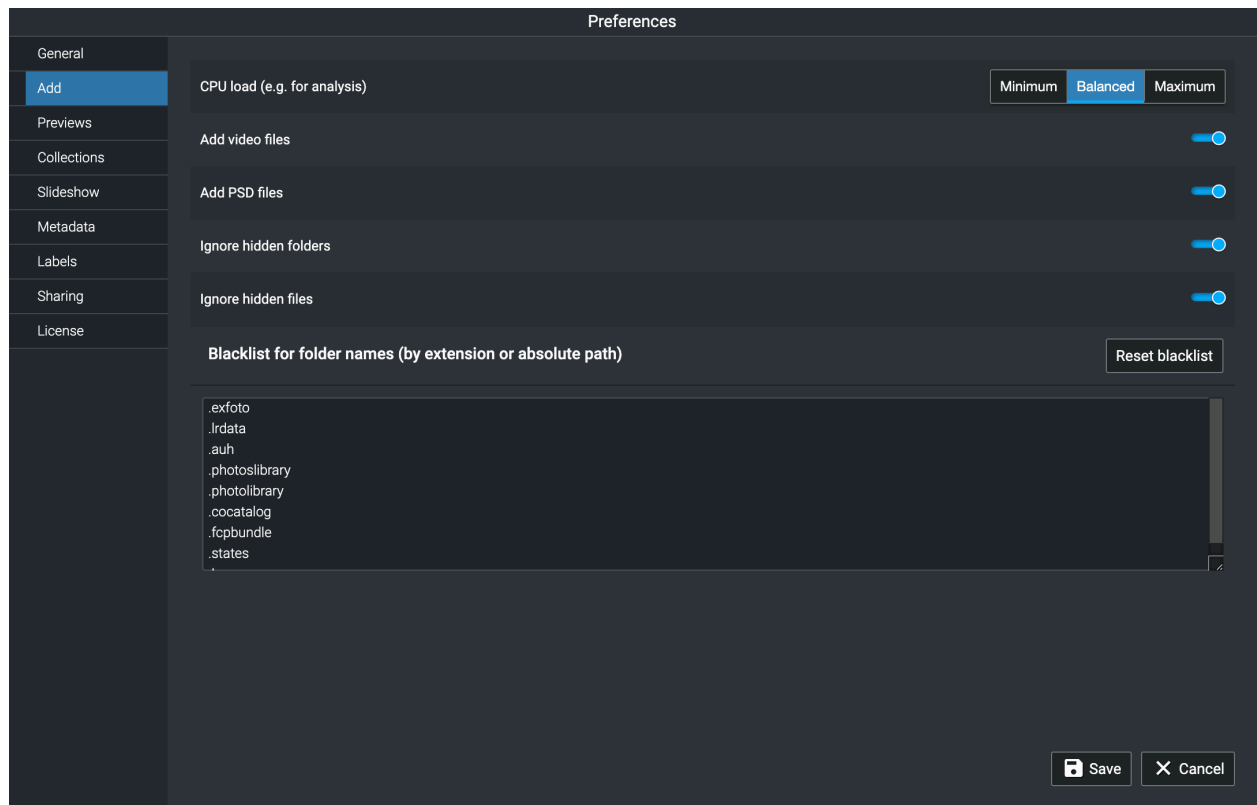 Preferences
General
Add
Previews
Collections
Slideshow
Metadata
Labels
Sharing
License
CPU load (e.g. for analysis)
Minimum Balanced Maximum
Add video files
Add PSD files
Ignore hidden folders
Ignore hidden files
Blacklist for folder names (by extension or absolute path)
Reset blacklist
.exfoto
.lrdata
.auh
.photoslibrary
.photolibrary
.cocatalog
.fcpbundle
.states
Save
Cancel